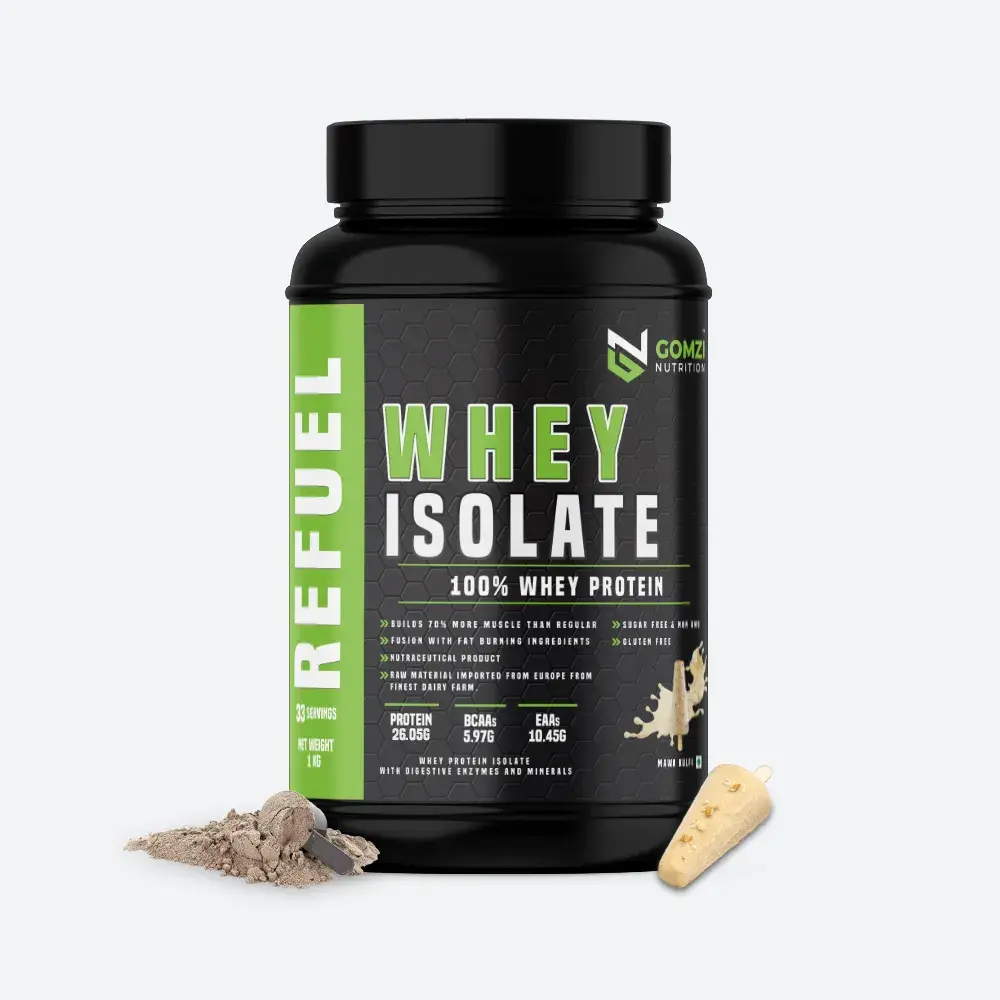 GOMZI
NUTRITION
REFUEL
33 SERVINGS
NET WEIGHT
1 KG
WHEY
ISOLATE
100% WHEY PROTEIN
BUILDS 70% MORE MUSCLE THAN REGULAR
FUSION WITH FAT BURNING INGREDIENTS
NUTRACEUTICAL PRODUCT
RAW MATERIAL IMPORTED FROM EUROPE FROM
FINEST DAIRY FARM.
SUGAR FREE & NON GMO
GLUTEN FREE
PROTEIN
26.05G
BCAAs
5.97G
EAAs
10.45G
WHEY PROTEIN ISOLATE
WITH DIGESTIVE ENZYMES AND MINERALS
MAWA KULFI